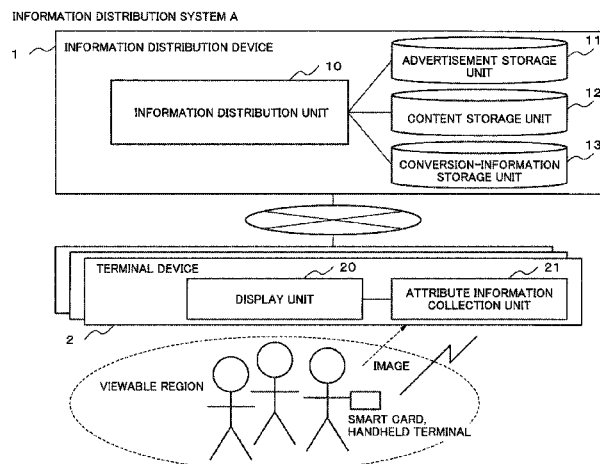 INFORMATION DISTRIBUTION SYSTEM A
1
INFORMATION DISTRIBUTION DEVICE
10
INFORMATION DISTRIBUTION UNIT
11
ADVERTISEMENT STORAGE
UNIT
12
CONTENT STORAGE UNIT
13
CONVERSION-INFORMATION
STORAGE UNIT
TERMINAL DEVICE
20
DISPLAY UNIT
21
ATTRIBUTE INFORMATION
COLLECTION UNIT
2
VIEWABLE REGION
IMAGE
SMART CARD,
HANDHELD TERMINAL